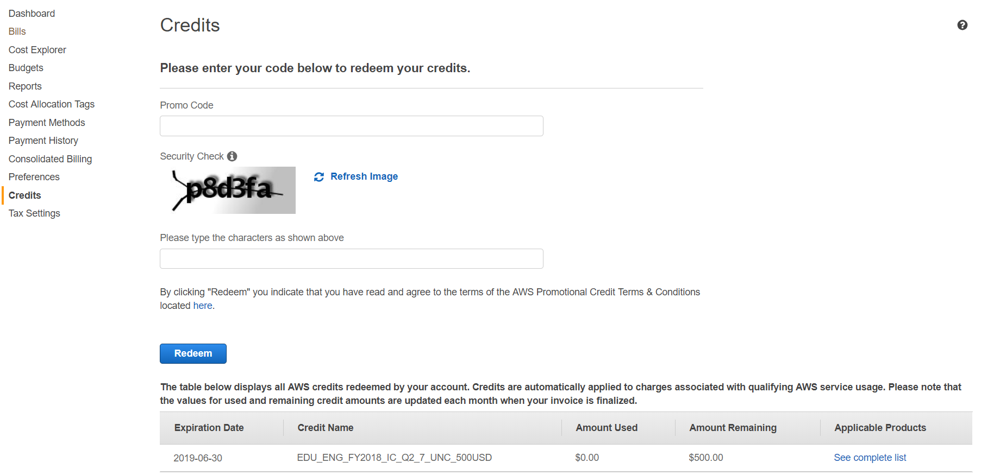 Dashboard
Bills
Cost Explorer
Budgets
Reports
Cost Allocation Tags
Payment Methods
Payment History
Consolidated Billing
Preferences
Credits
Tax Settings
Credits
Please enter your code below to redeem your credits.
Promo Code
Security Check
p8d3fa
Refresh Image
Please type the characters as shown above
By clicking "Redeem" you indicate that you have read and agree to the terms of the AWS Promotional Credit Terms & Conditions
located here.
Redeem
The table below displays all AWS credits redeemed by your account. Credits are automatically applied to charges associated with qualifying AWS service usage. Please note that
the values for used and remaining credit amounts are updated each month when your invoice is finalized.
Expiration Date Credit Name Amount Used Amount Remaining Applicable Products
2019-06-30 EDU_ENG_FY2018_IC_Q2_7_UNC_500USD $0.00 $500.00 See complete list